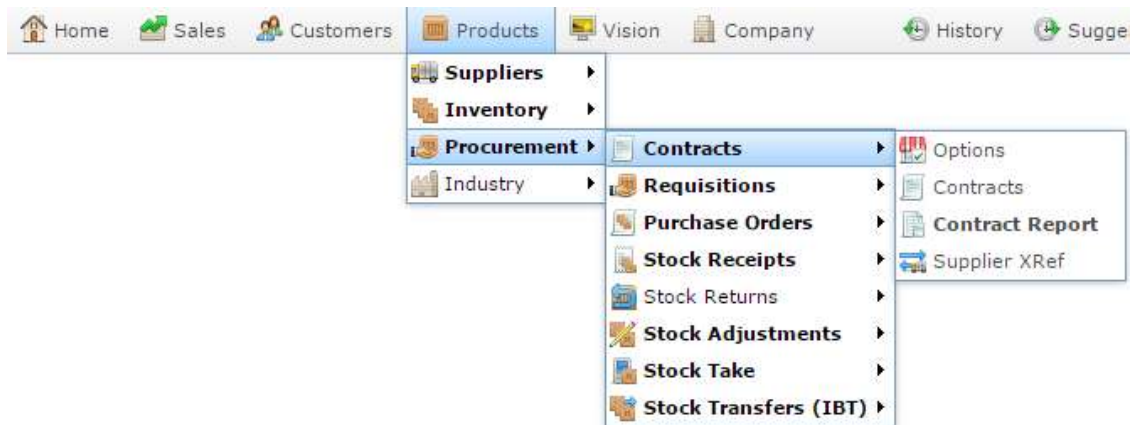 Home Sales Customers Products Vision Company History Sugge
Suppliers
Inventory
Procurement Contracts Options
Industry Requisitions Contracts
Purchase Orders Contract Report
Stock Receipts Supplier XRef
Stock Returns
Stock Adjustments
Stock Take
Stock Transfers (IBT)